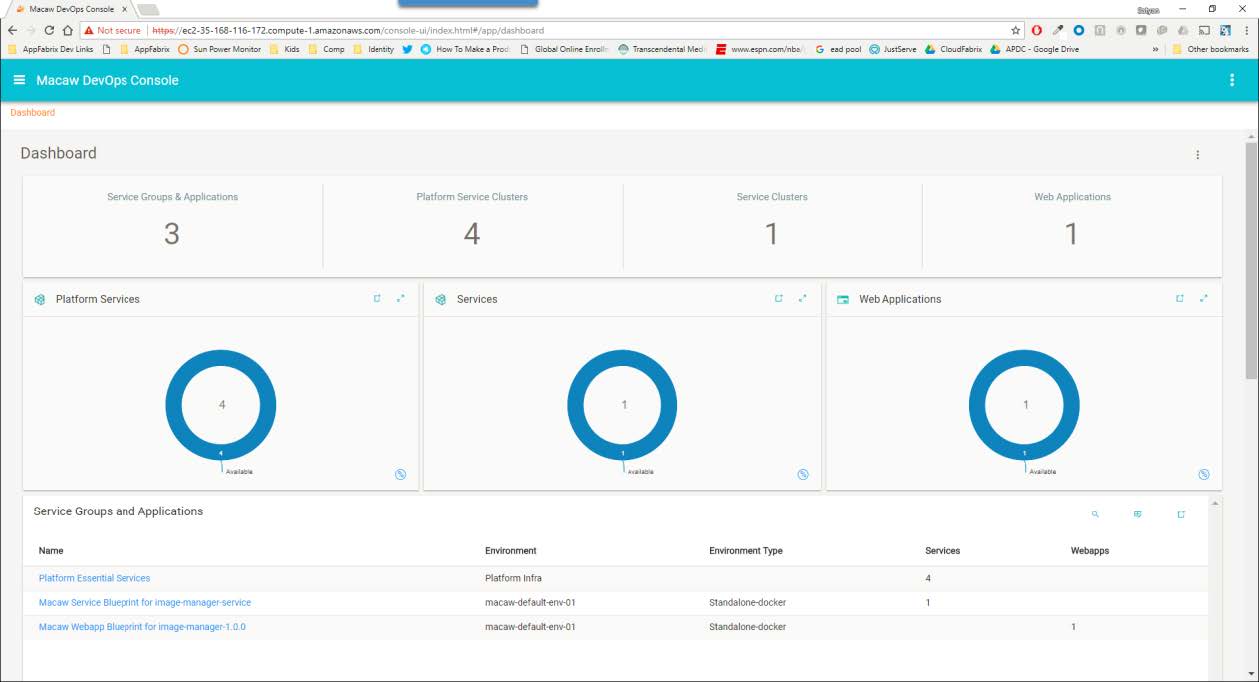 Macaw DevOps Console
Satyan
Not secure https://ec2-35-168-116-172.compute-1.amazonaws.com/console-ui/index.html#/app/dashboard
AppFabrix Dev Links AppFabrix Sun Power Monitor Kids Comp Identity How To Make a Prod Global Online Enrollm Transcendental Medi www.espn.com/nba/ ead pool JustServe CloudFabrix APDC - Google Drive » Other bookmarks
Macaw DevOps Console
Dashboard
Dashboard
Service Groups & Applications Platform Service Clusters Service Clusters Web Applications
3 4 1 1
Platform Services Services Web Applications
4 1 1
4 1 1
Available Available Available
Service Groups and Applications
Name Environment Environment Type Services Webapps
Platform Essential Services Platform Infra 4
Macaw Service Blueprint for image-manager-service macaw-default-env-01 Standalone-docker 1
Macaw Webapp Blueprint for image-manager-1.0.0 macaw-default-env-01 Standalone-docker 1